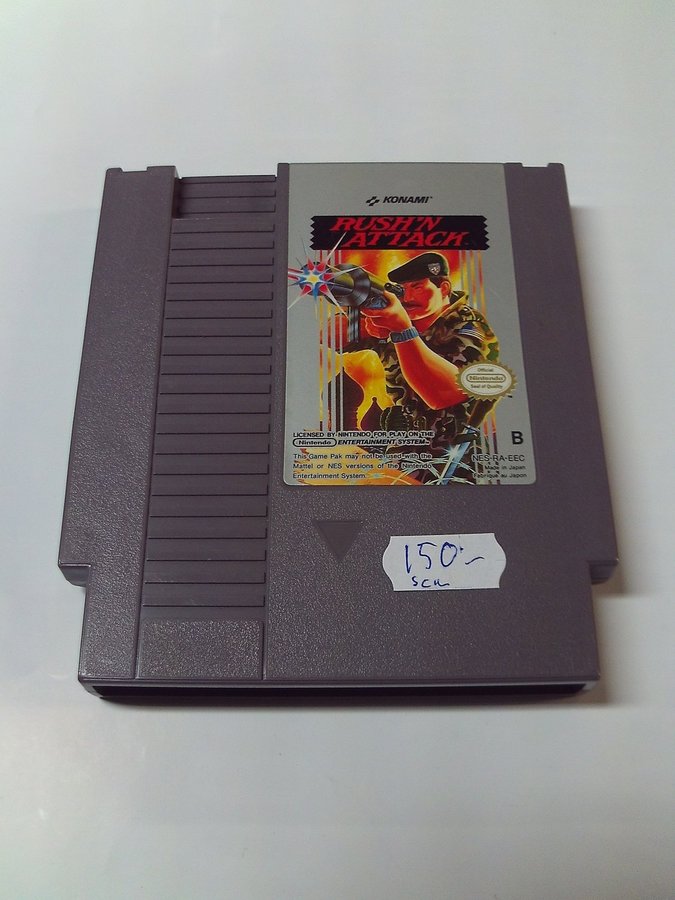 KONAMI
RUSH'N
ATTACK
Official
Nintendo
Seal of Quality
LICENSED BY NINTENDO FOR PLAY ON THE
Nintendo ENTERTAINMENT SYSTEM™
B
This Game Pak may not be used with the
Mattel or NES versions of the Nintendo
Entertainment System.
NES-RA-EEC
Made in Japan
Fabriqué au Japon
150:-